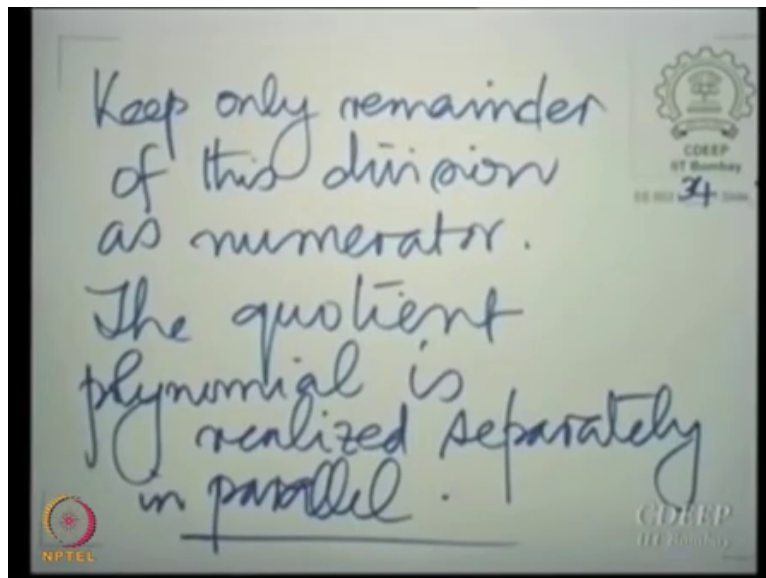 Keep only remainder
of this division
as numerator.
The quotient
plynomial is
realized separately
in parallel.
CDEEP
IIT Bombay
34
NPTEL
CDEEP
IIT Bombay